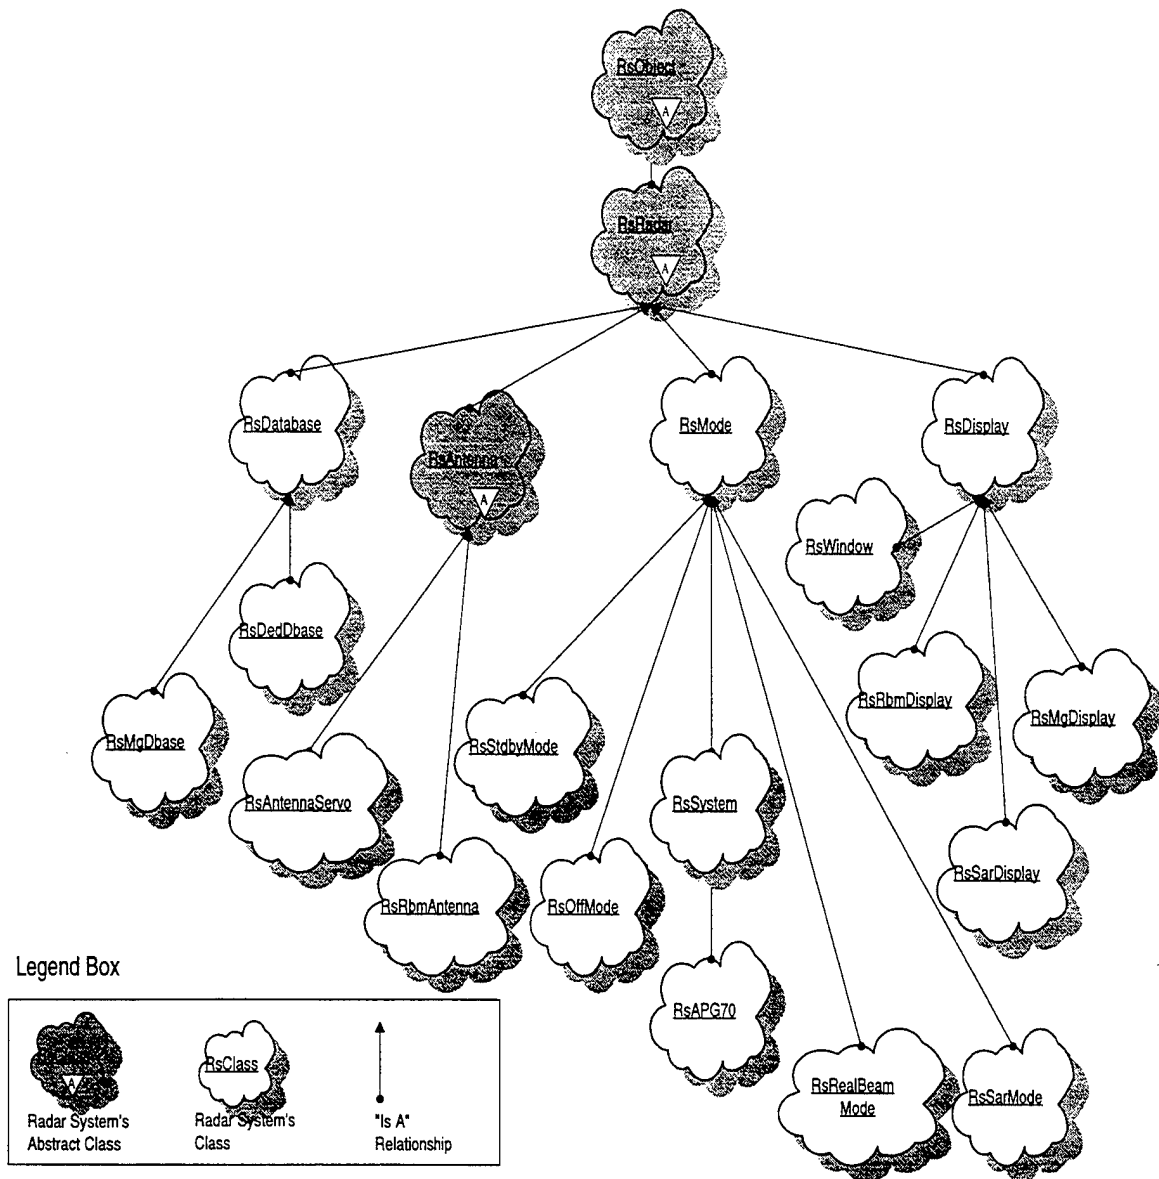 RsObject
A
RsRadar
A
RsDatabase
RsAntenna
A
RsMode
RsDisplay
RsWindow
RsDedDbase
RsMgDbase
RsStdbyMode
RsRbmDisplay
RsMgDisplay
RsAntennaServo
RsSystem
RsSarDisplay
RsRbmAntenna
RsOffMode
RsAPG70
RsRealBeam
Mode
RsSarMode
Legend Box
A
Radar System's
Abstract Class
RsClass
Radar System's
Class
"Is A"
Relationship